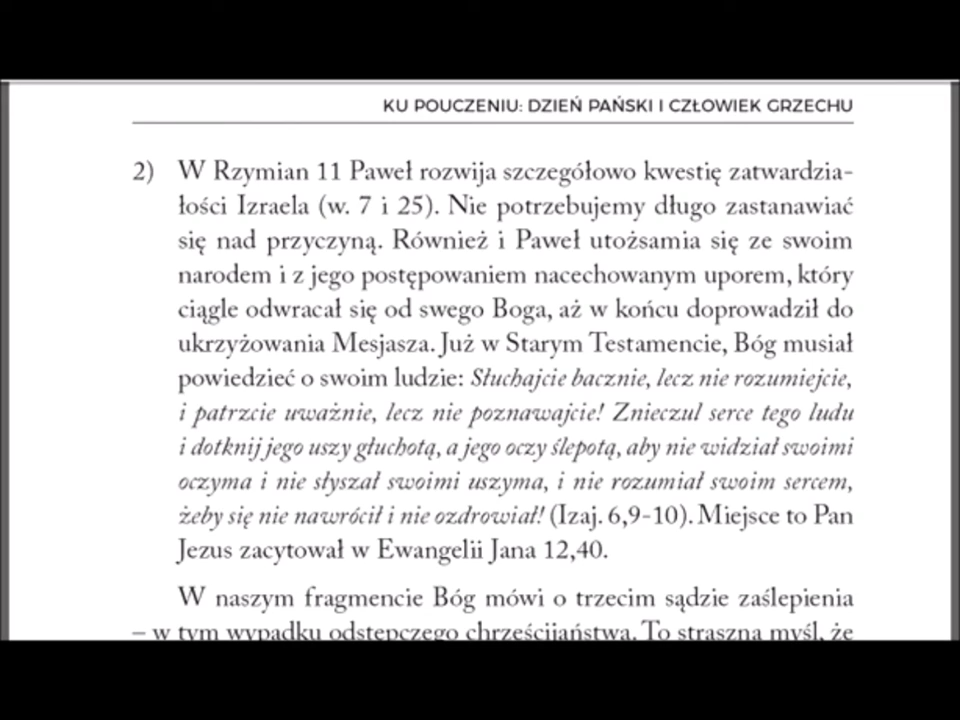 KU POUCZENIU: DZIEŃ PAŃSKI I CZŁOWIEK GRZECHU
2) W Rzymian 11 Paweł rozwija szczegółowo kwestię zatwardzia-
łości Izraela (w. 7 i 25). Nie potrzebujemy długo zastanawiać
się nad przyczyną. Również i Paweł utożsamia się ze swoim
narodem i z jego postępowaniem nacechowanym uporem, który
ciągle odwracał się od swego Boga, aż w końcu doprowadził do
ukrzyżowania Mesjasza. Już w Starym Testamencie, Bóg musiał
powiedzieć o swoim ludzie: Słuchajcie bacznie, lecz nie rozumiejcie,
i patrzcie uważnie, lecz nie poznawajcie! Znieczul serce tego ludu
i dotknij jego uszy głuchotą, a jego oczy ślepotą, aby nie widział swoimi
oczyma i nie słyszał swoimi uszyma, i nie rozumiał swoim sercem,
żeby się nie nawrócił i nie ozdrowiał! (Izaj. 6,9-10). Miejsce to Pan
Jezus zacytował w Ewangelii Jana 12,40.
W naszym fragmencie Bóg mówi o trzecim sądzie zaślepienia
– w tym wypadku odstępczego chrześcijaństwa. To straszna myśl, że